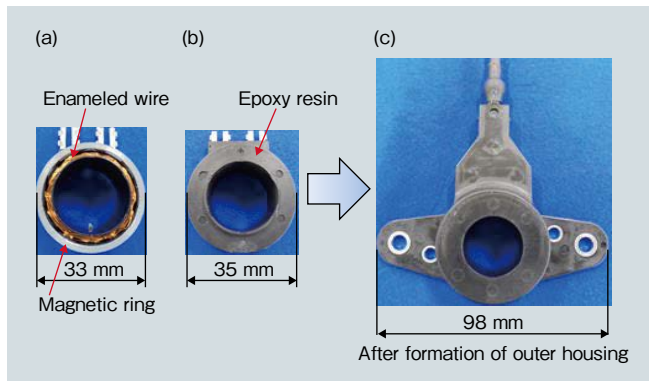 (a)
(b)
(c)
Enameled wire
Epoxy resin
33 mm
35 mm
Magnetic ring
98 mm
After formation of outer housing